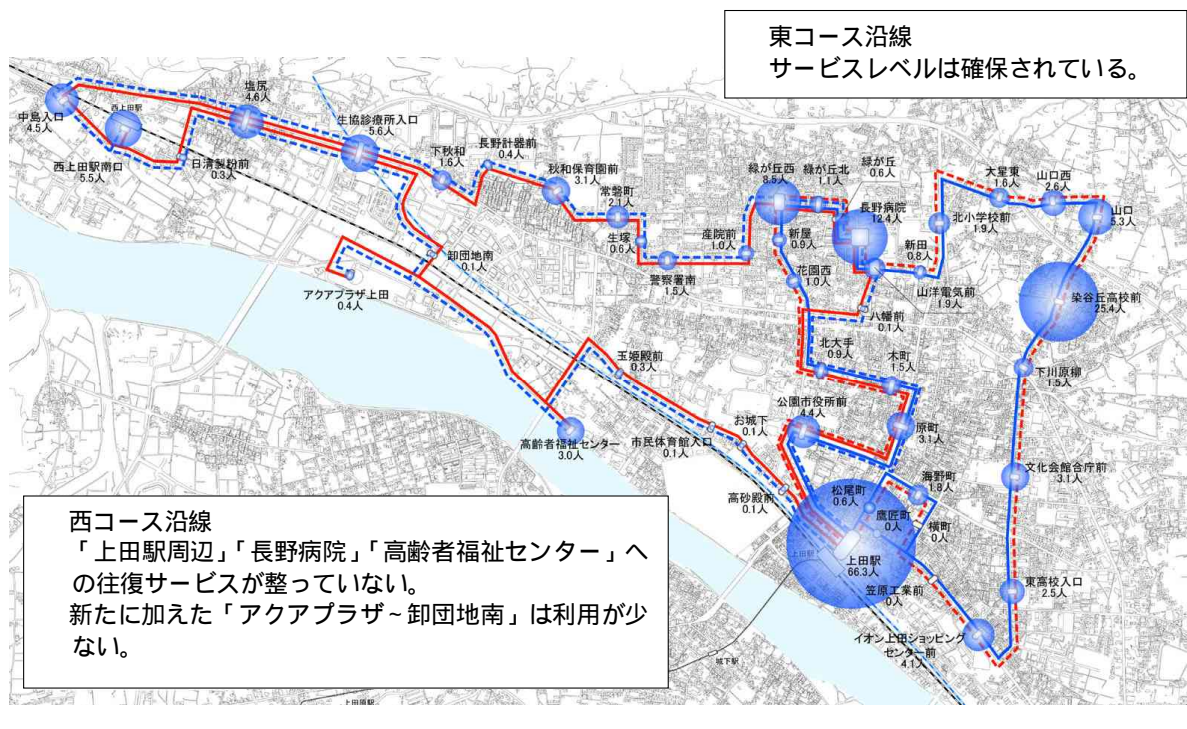 東コース沿線
サービスレベルは確保されている。
中島入口
4.5人
西上田駅
西上田駅南口
5.5人
日清製粉前
0.3人
塩尻
4.6人
生協診療所入口
5.6人
下秋和
1.6人
長野計器前
0.4人
秋和保育園前
3.1人
常磐町
2.1人
生塚
0.6人
警察署南
1.5人
産院前
1.0人
緑が丘西
8.5人
緑が丘北
1.1人
緑が丘
0.6人
長野病院
12.4人
新屋
0.9人
花園西
1.0人
新田
0.8人
山洋電気前
1.9人
八幡前
0.1人
北小学校前
1.9人
大星東
1.6人
山口西
2.6人
山口
5.3人
染谷丘高校前
25.4人
下川原柳
1.5人
文化会館合庁前
3.1人
東高校入口
2.5人
イオン上田ショッピング
センター前
4.1人
北大手
0.9人
木町
1.5人
公園市役所前
4.4人
原町
3.1人
海野町
1.8人
横町
0人
松尾町
0.6人
鷹匠町
0人
上田駅
上田駅
66.3人
笠原工業前
0人
卸団地南
0.1人
アクアプラザ上田
0.4人
玉姫殿前
0.3人
高齢者福祉センター
3.0人
市民体育館入口
0.1人
お城下
0.1人
高砂殿前
0.1人
城下駅
上田原駅
西コース沿線
「上田駅周辺」「長野病院」「高齢者福祉センター」へ
の往復サービスが整っていない。
新たに加えた「アクアプラザ~卸団地南」は利用が少
ない。